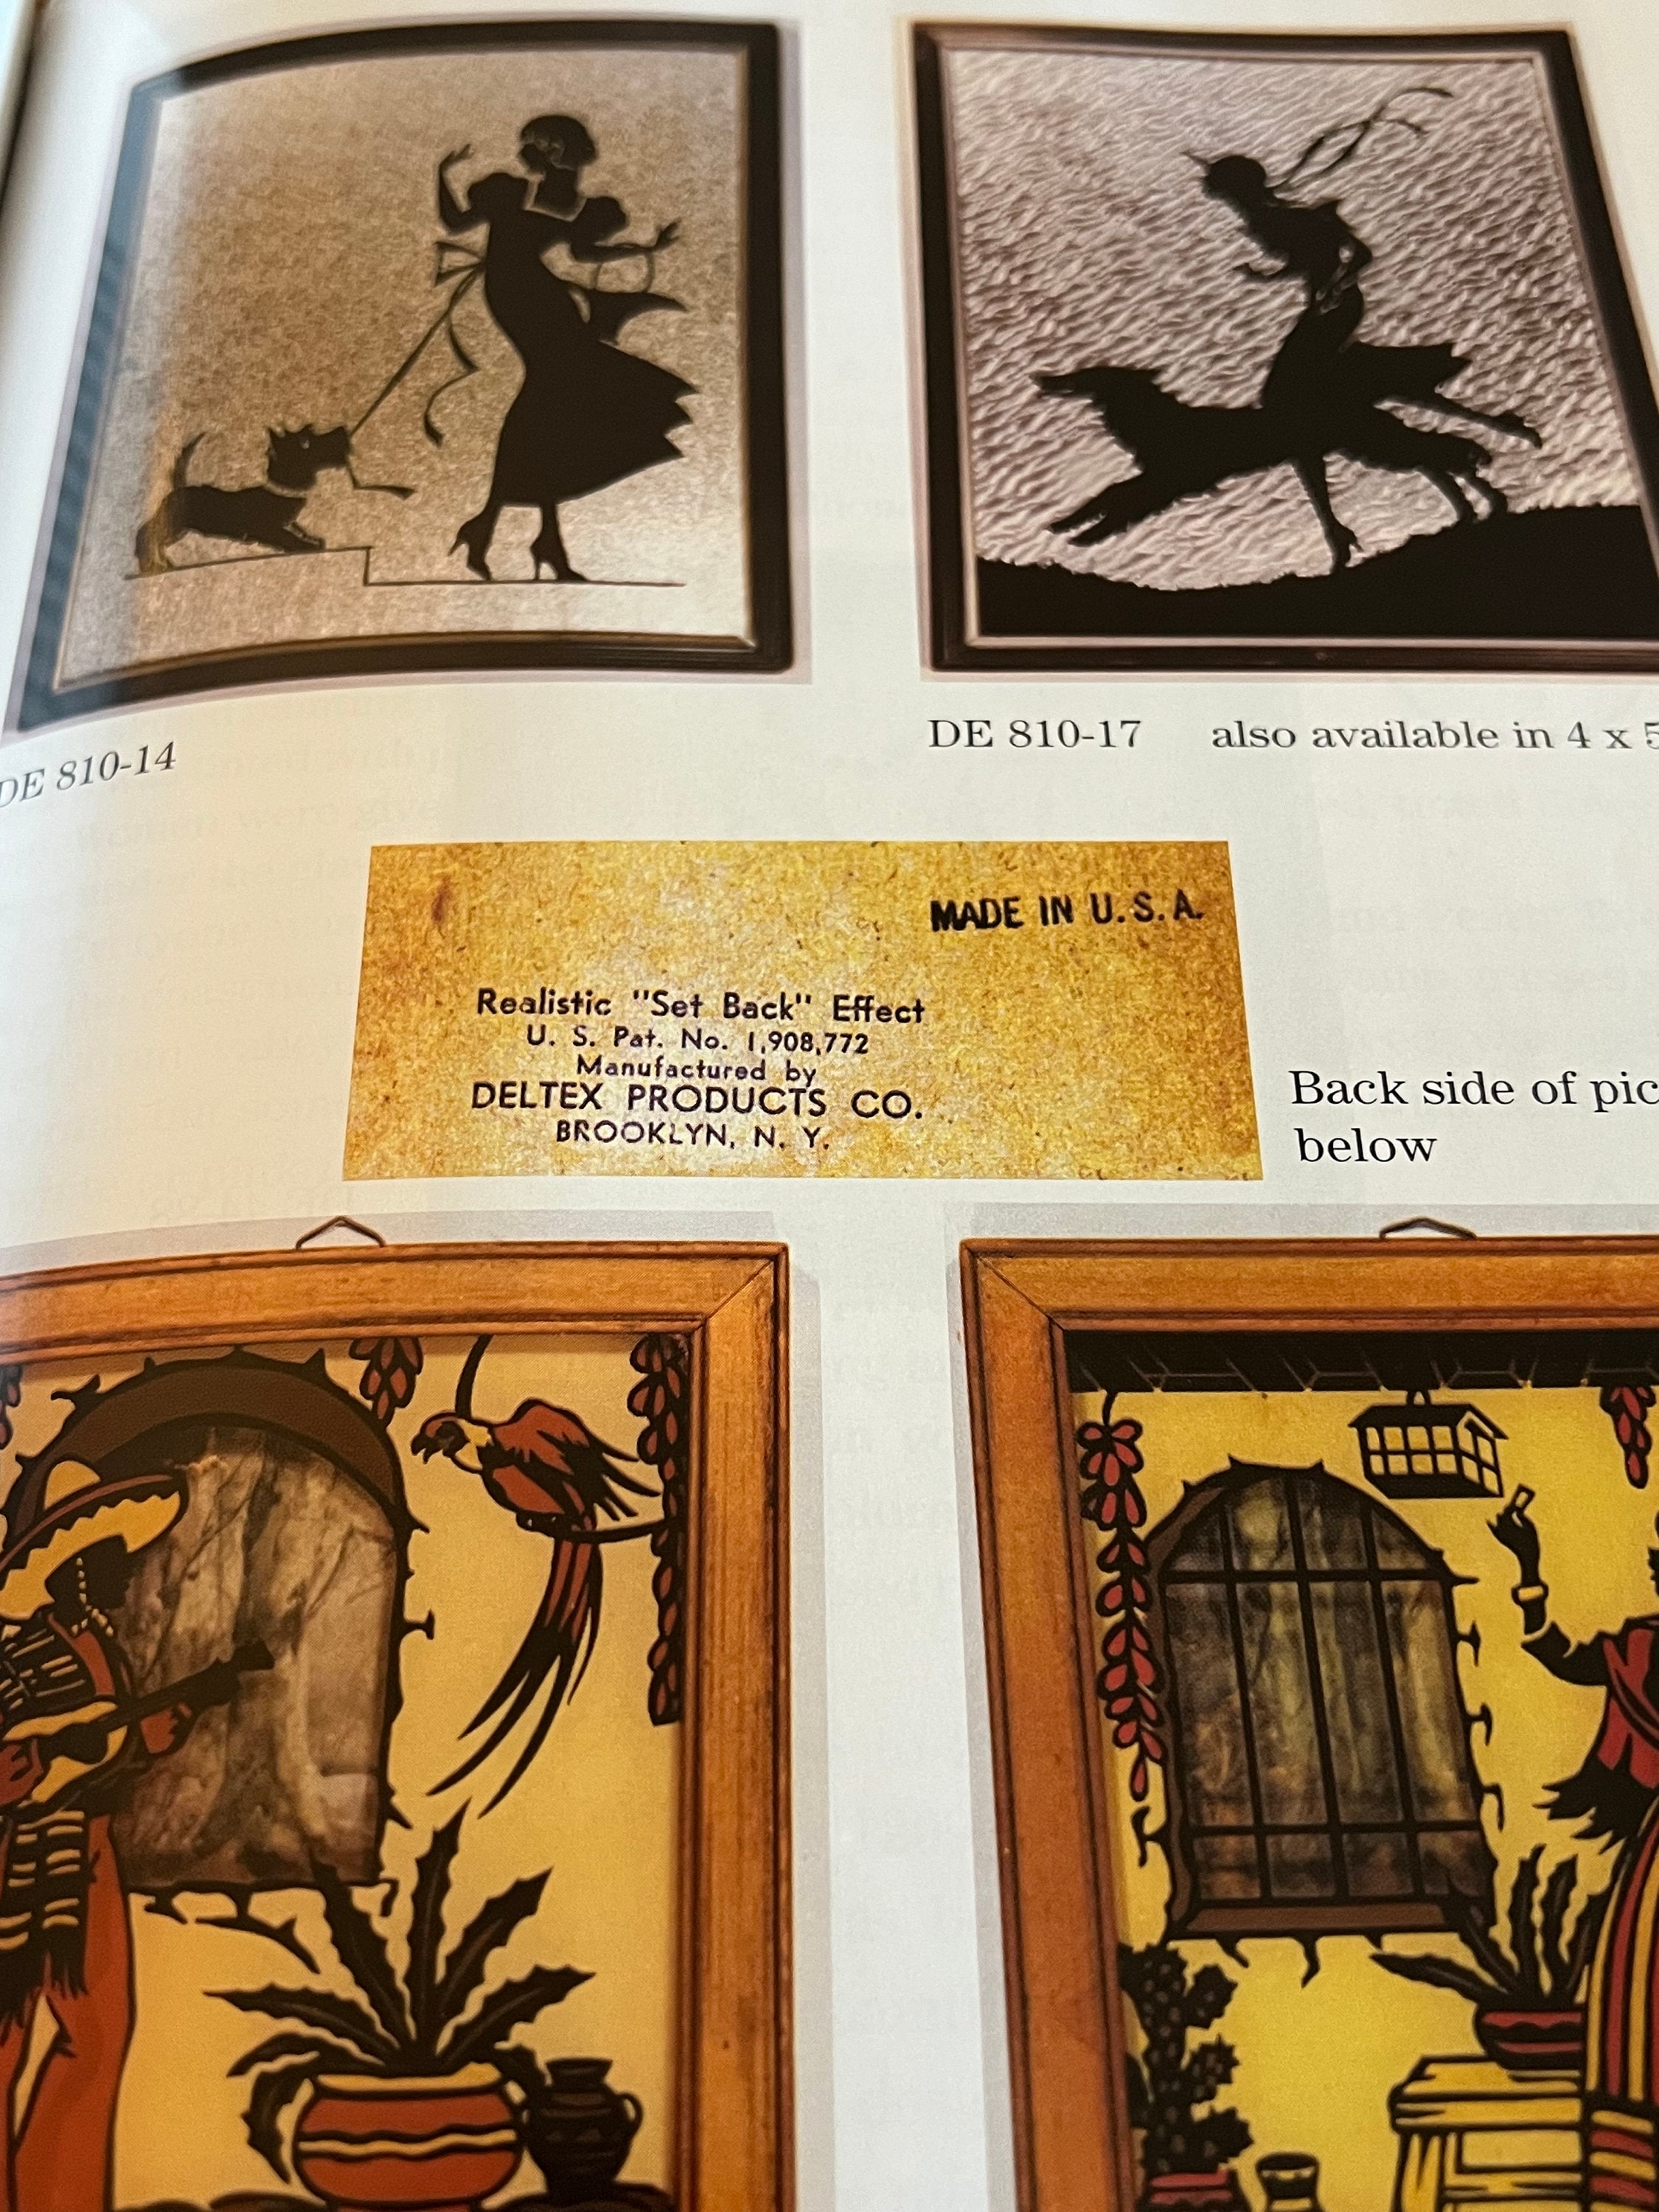 DE 810-14
DE 810-17 also available in 4 x 5
MADE IN U.S.A.
Realistic "Set Back" Effect
U. S. Pat. No. 1,908,772
Manufactured by
DELTEX PRODUCTS CO.
BROOKLYN, N. Y.
Back side of
below